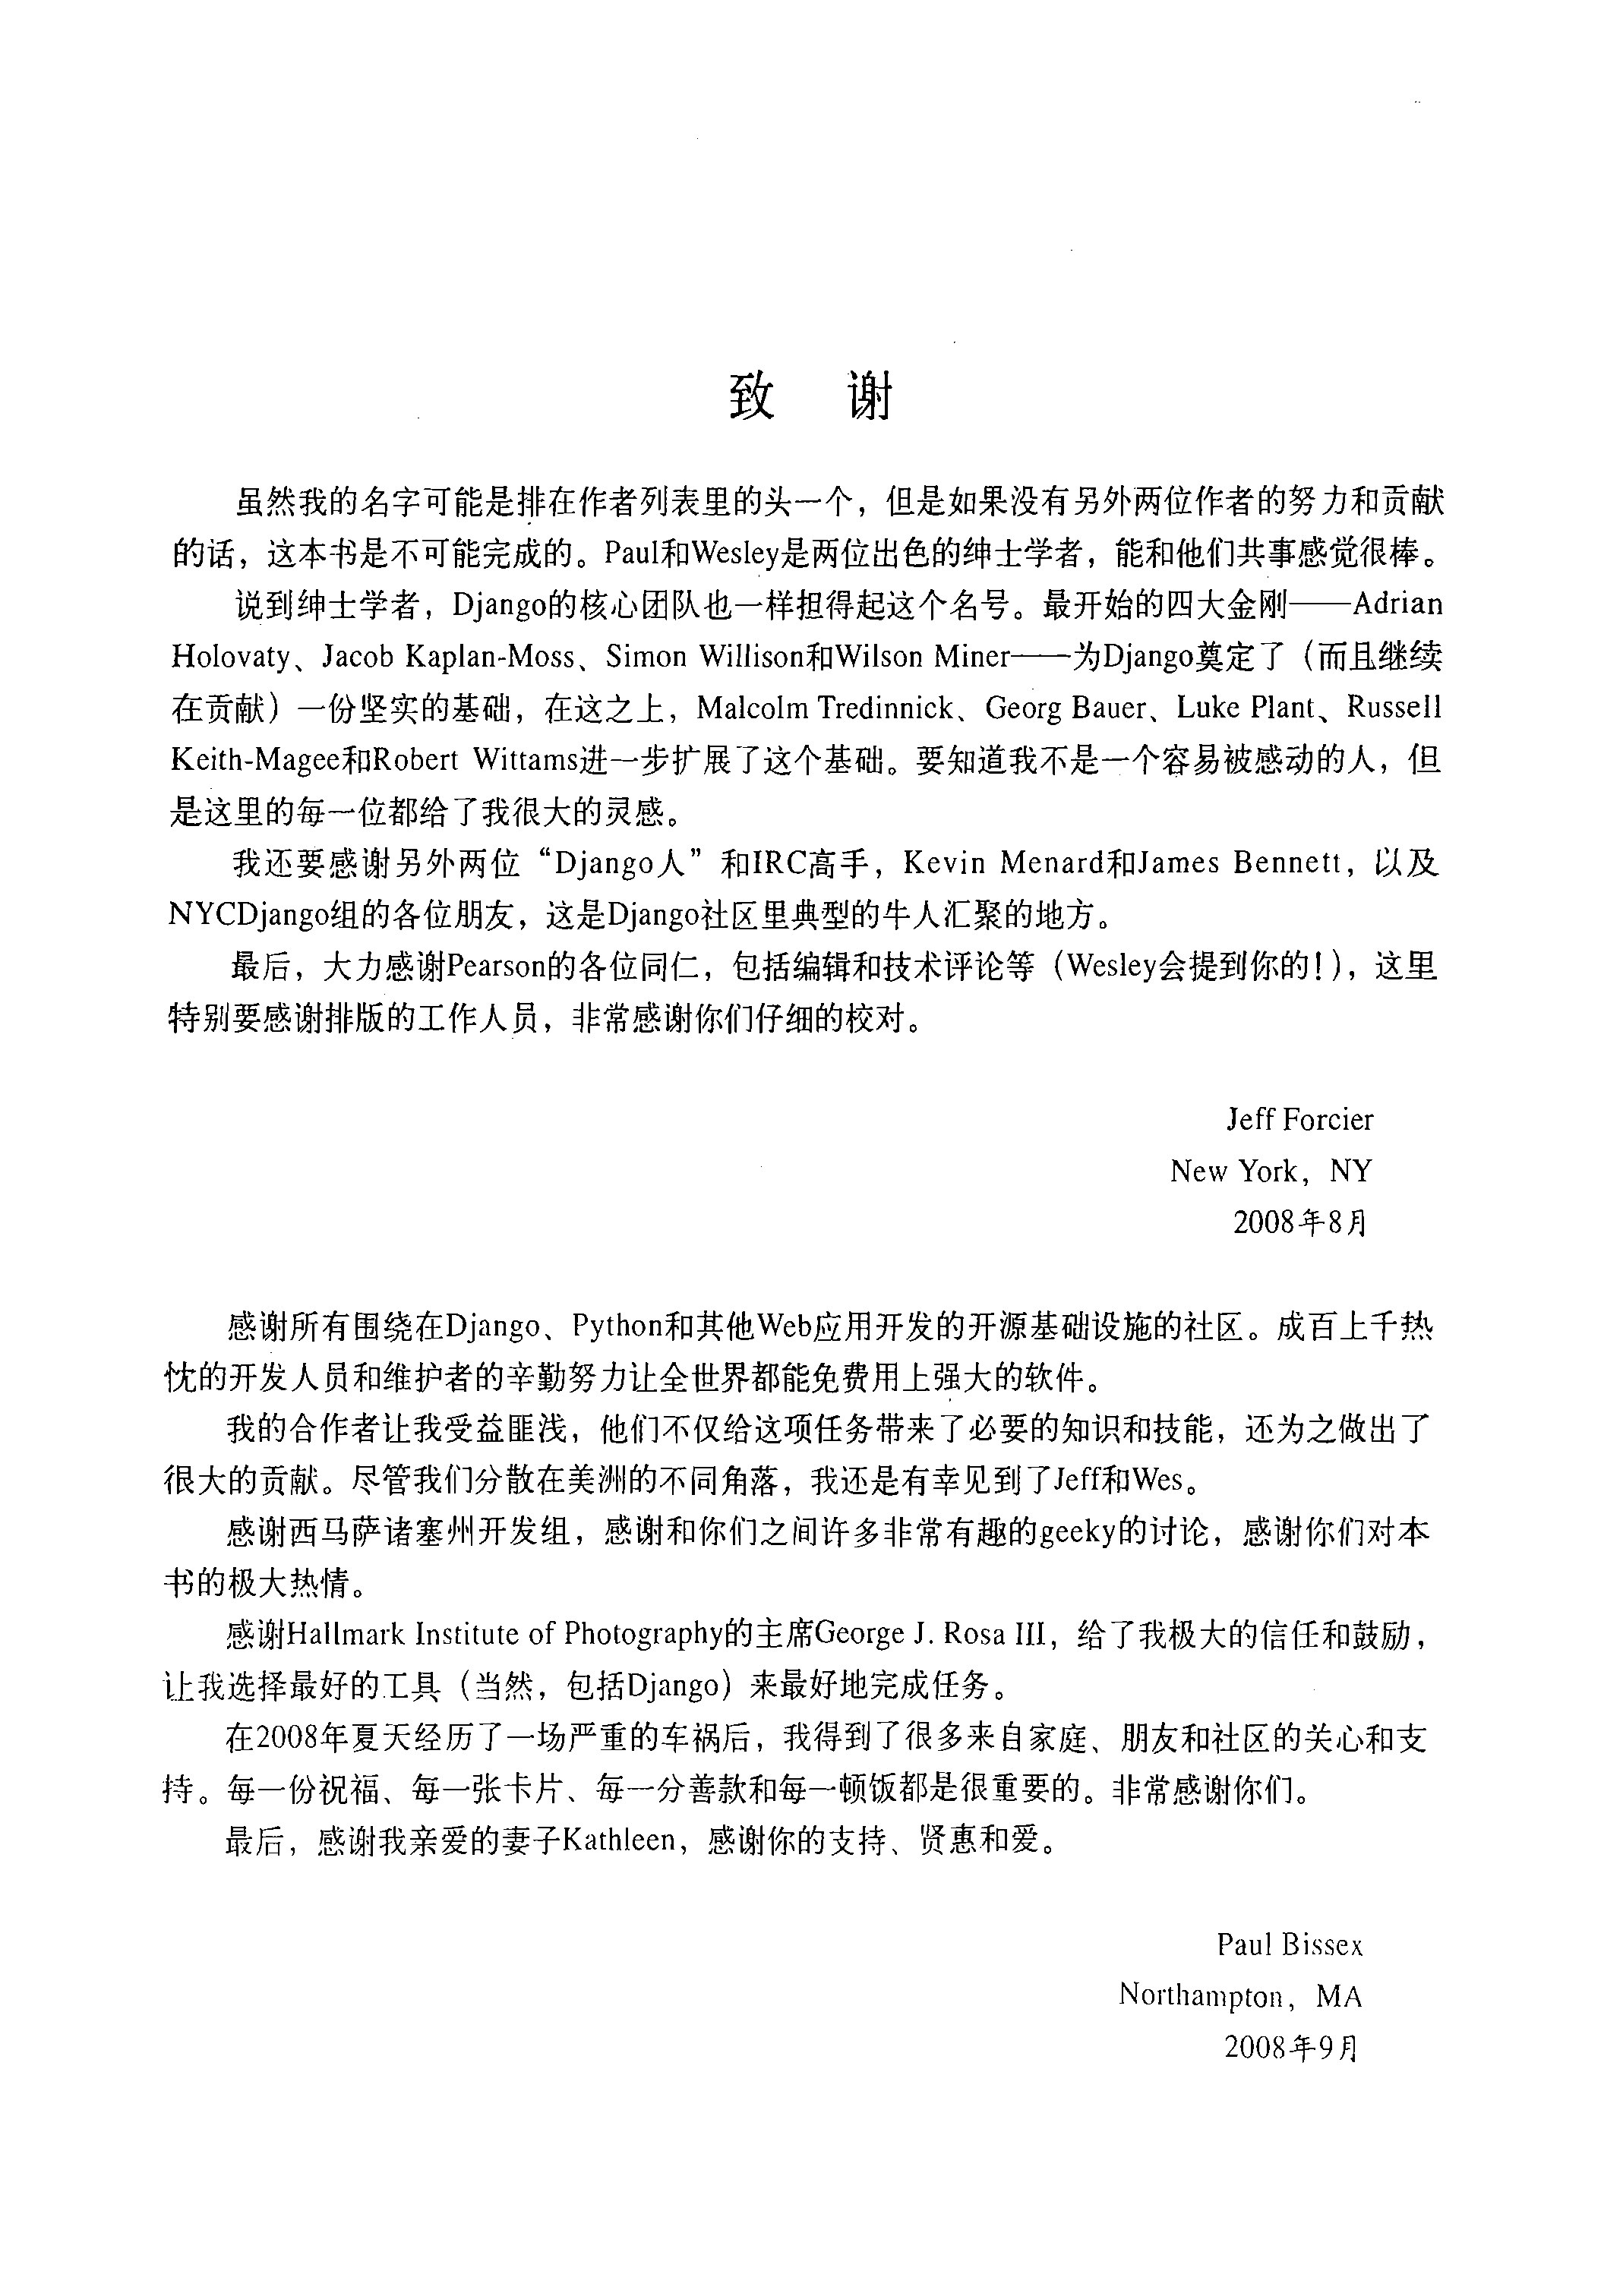 致 谢
虽然我的名字可能是排在作者列表里的头一个，但是如果没有另外两位作者的努力和贡献
的话，这本书是不可能完成的。Paul和Wesley是两位出色的绅士学者，能和他们共事感觉很棒。
说到绅士学者，Django的核心团队也一样担得起这个名号。最开始的四大金刚——Adrian
Holovaty、Jacob Kaplan-Moss、Simon Willison和Wilson Miner——为Django奠定了（而且继续
在贡献）一份坚实的基础，在这之上，Malcolm Tredinnick、Georg Bauer、Luke Plant、Russell
Keith-Magee和Robert Wittams进一步扩展了这个基础。要知道我不是一个容易被感动的人，但
是这里的每一位都给了我很大的灵感。
我还要感谢另外两位“Django人”和IRC高手，Kevin Menard和James Bennett，以及
NYCDjango组的各位朋友，这是Django社区里典型的牛人汇聚的地方。
最后，大力感谢Pearson的各位同仁，包括编辑和技术评论等（Wesley会提到你的！），这里
特别要感谢排版的工作人员，非常感谢你们仔细的校对。
Jeff Forcier
New York，NY
2008年8月
感谢所有围绕在Django、Python和其他Web应用开发的开源基础设施的社区。成百上千热
忱的开发人员和维护者的辛勤努力让全世界都能免费用上强大的软件。
我的合作者让我受益匪浅，他们不仅给这项任务带来了必要的知识和技能，还为之做出了
很大的贡献。尽管我们分散在美洲的不同角落，我还是有幸见到了Jeff和Wes。
感谢西马萨诸塞州开发组，感谢和你们之间许多非常有趣的geeky的讨论，感谢你们对本
书的极大热情。
感谢Hallmark Institute of Photography的主席George J. Rosa III，给了我极大的信任和鼓励，
让我选择最好的工具（当然，包括Django）来最好地完成任务。
在2008年夏天经历了一场严重的车祸后，我得到了很多来自家庭、朋友和社区的关心和支
持。每一份祝福、每一张卡片、每一分善款和每一顿饭都是很重要的。非常感谢你们。
最后，感谢我亲爱的妻子Kathleen，感谢你的支持、贤惠和爱。
Paul Bissex
Northampton，MA
2008年9月